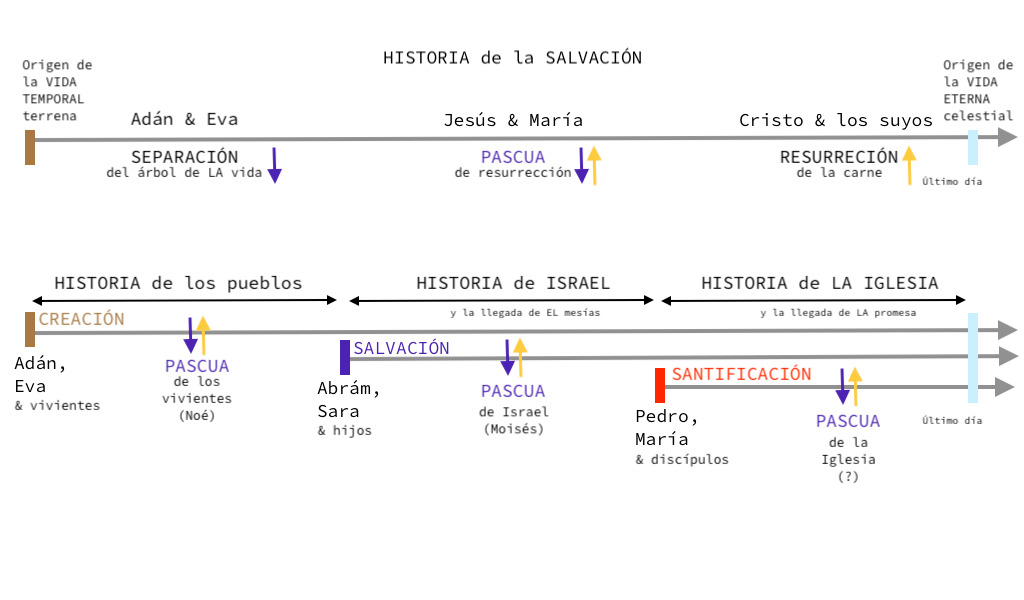 HISTORIA de la SALVACIÓN
Origen de
la VIDA
TEMPORAL
terrena
Origen de
la VIDA
ETERNA
celestial
Adán & Eva
Jesús & María
Cristo & los suyos
SEPARACIÓN
del árbol de LA vida
PASCUA
de resurrección
RESURRECIÓN
de la carne
Último día
HISTORIA de los pueblos
HISTORIA de ISRAEL
HISTORIA de LA IGLESIA
y la llegada de EL mesías
y la llegada de LA promesa
CREACIÓN
Adán,
Eva
& vivientes
PASCUA
de los
vivientes
(Noé)
SALVACIÓN
Abrám,
Sara
& hijos
PASCUA
de Israel
(Moisés)
SANTIFICACIÓN
Pedro,
María
& discípulos
PASCUA
de la
Iglesia
(?)
Último día